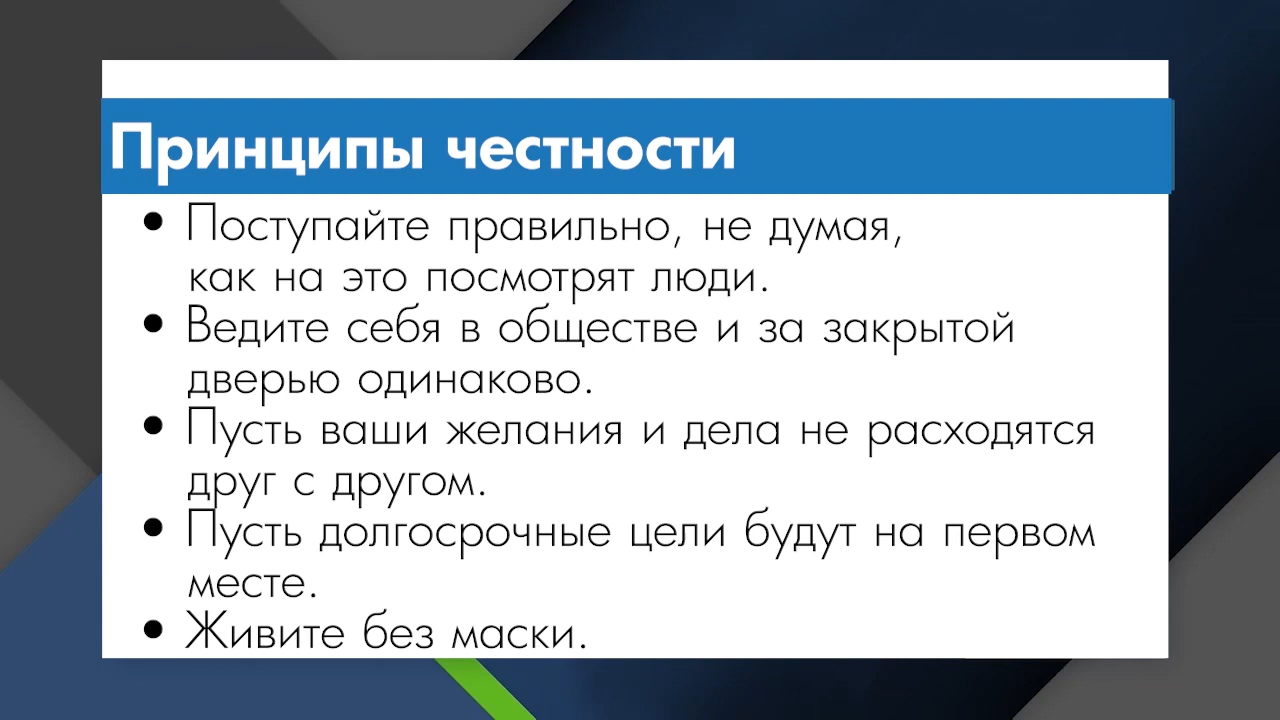 Принципы честности
• Поступайте правильно, не думая,
как на это посмотрят люди.
• Ведите себя в обществе и за закрытой
дверью одинаково.
• Пусть ваши желания и дела не расходятся
друг с другом.
• Пусть долгосрочные цели будут на первом
месте.
• Живите без маски.